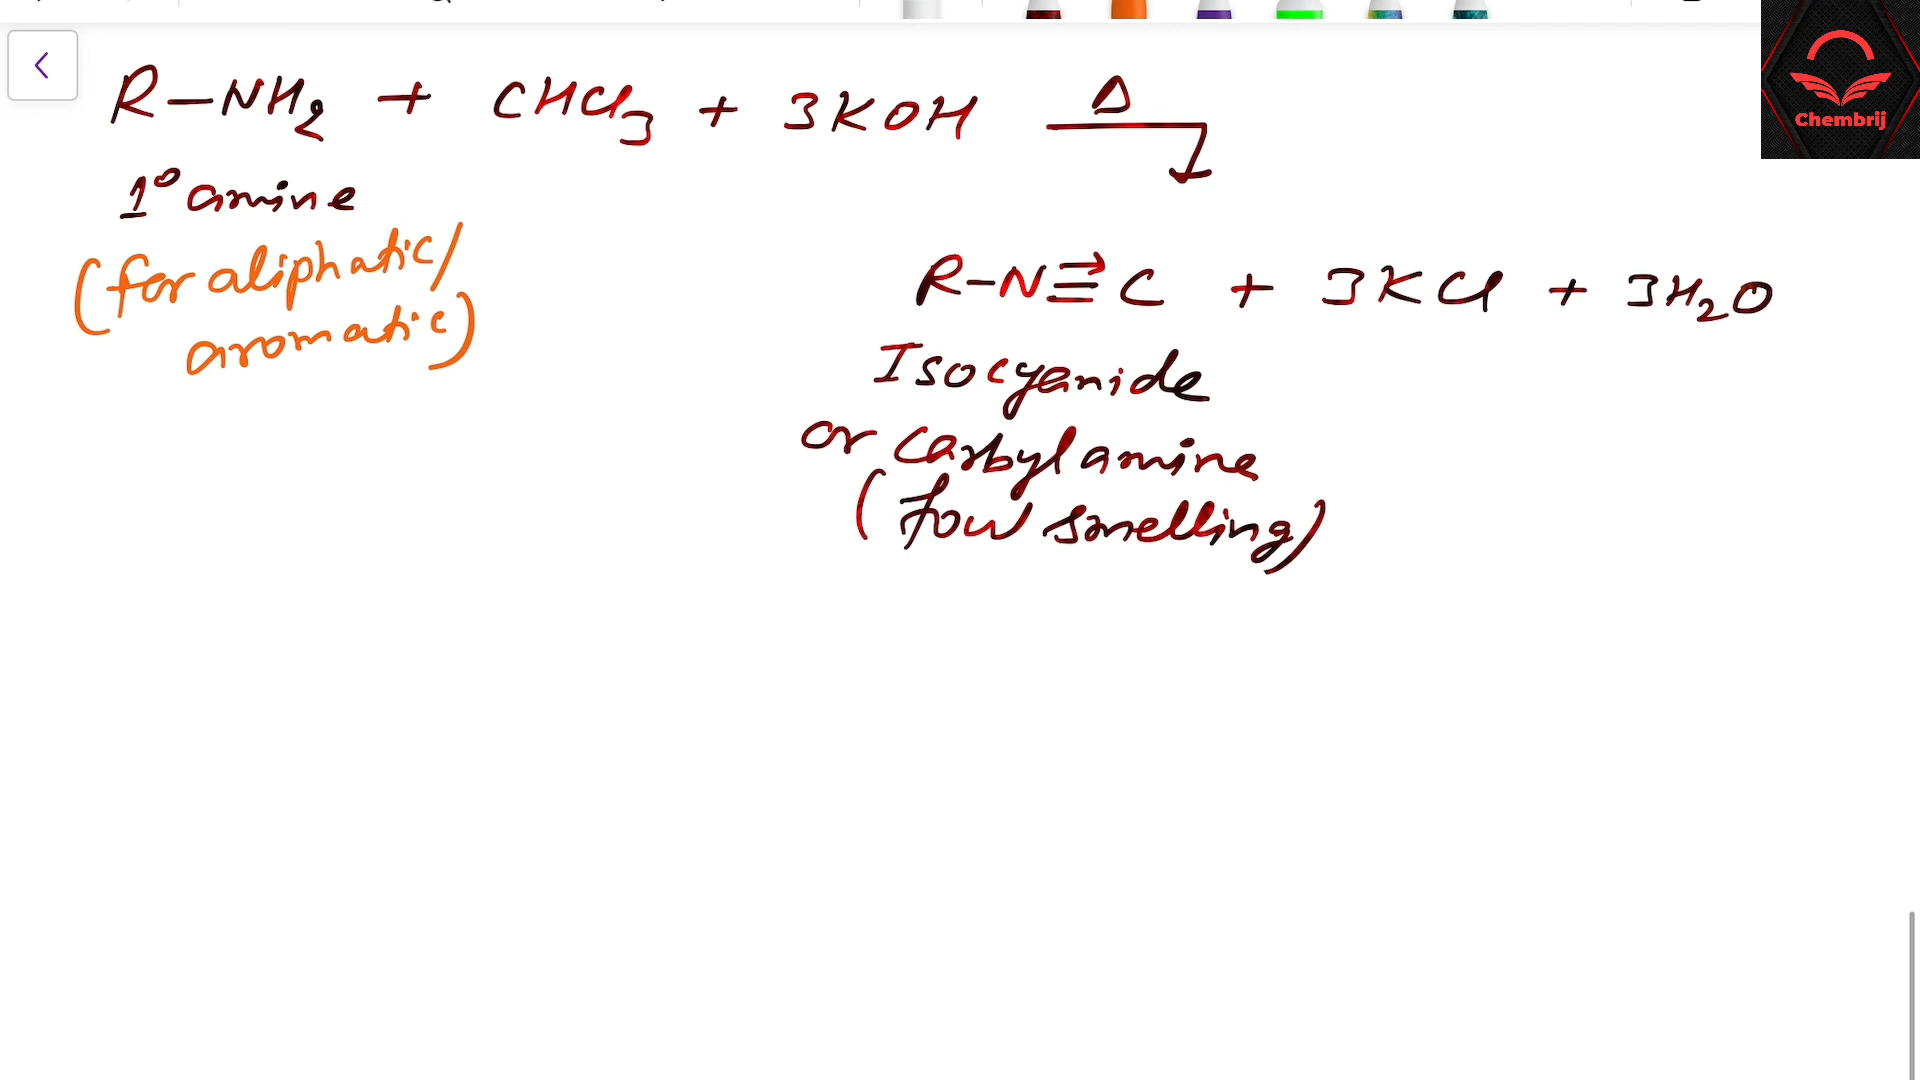 R-NH₂ + CHCl₃ + 3KOH Δ
1° amine
(for aliphatic/
aromatic)
R-N≡C + 3KCl + 3H₂O
Isocyanide
or Carbylamine
(foul smelling)
Chembrij